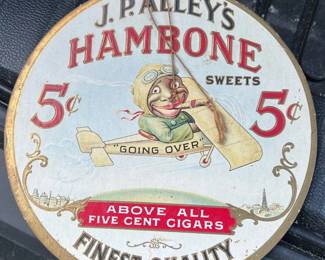 J.P. ALLEY'S
HAMBONE
SWEETS
5¢
5¢
"GOING OVER"
ABOVE ALL
FIVE CENT CIGARS
FINEST QUALITY